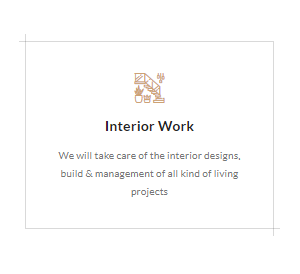 Interior Work
We will take care of the interior designs,
build & management of all kind of living
projects